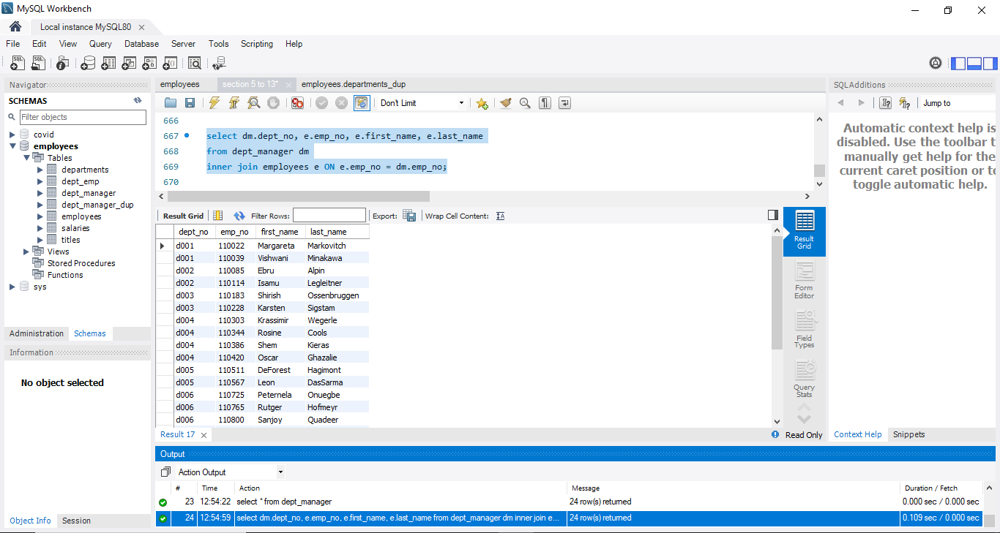 MySQL Workbench
Local instance MySQL80
File Edit View Query Database Server Tools Scripting Help
Navigator
SCHEMAS
Filter objects
covid
employees
Tables
departments
dept_emp
dept_manager
dept_manager_dup
employees
salaries
titles
Views
Stored Procedures
Functions
sys
Administration Schemas
Information
No object selected
Object Info Session
employees section 5 to 13* employees.departments_dup
Don't Limit
666
667 select dm.dept_no, e.emp_no, e.first_name, e.last_name
668 from dept_manager dm
669 inner join employees e ON e.emp_no = dm.emp_no;
670
Result Grid Filter Rows: Export: Wrap Cell Content:
dept_no emp_no first_name last_name
d001 110022 Margareta Markovitch
d001 110039 Vishwani Minakawa
d002 110085 Ebru Alpin
d002 110114 Isamu Legleitner
d003 110183 Shirish Ossenbruggen
d003 110228 Karsten Sigstam
d004 110303 Krassimir Wegerle
d004 110344 Rosine Cools
d004 110386 Shem Kieras
d004 110420 Oscar Ghazalie
d005 110511 DeForest Hagimont
d005 110567 Leon DasSarma
d006 110725 Peternela Onuegbe
d006 110765 Rutger Hofmeyr
d006 110800 Sanjoy Quadeer
Result Grid
Form Editor
Field Types
Query Stats
Result 17
Read Only
SQLAdditions
Jump to
Automatic context help is
disabled. Use the toolbar t
manually get help for the
current caret position or to
toggle automatic help.
Context Help Snippets
Output
Action Output
# Time Action Message Duration / Fetch
23 12:54:22 select * from dept_manager 24 row(s) returned 0.000 sec / 0.000 sec
24 12:54:59 select dm.dept_no, e.emp_no, e.first_name, e.last_name from dept_manager dm inner join e... 24 row(s) returned 0.109 sec / 0.000 sec